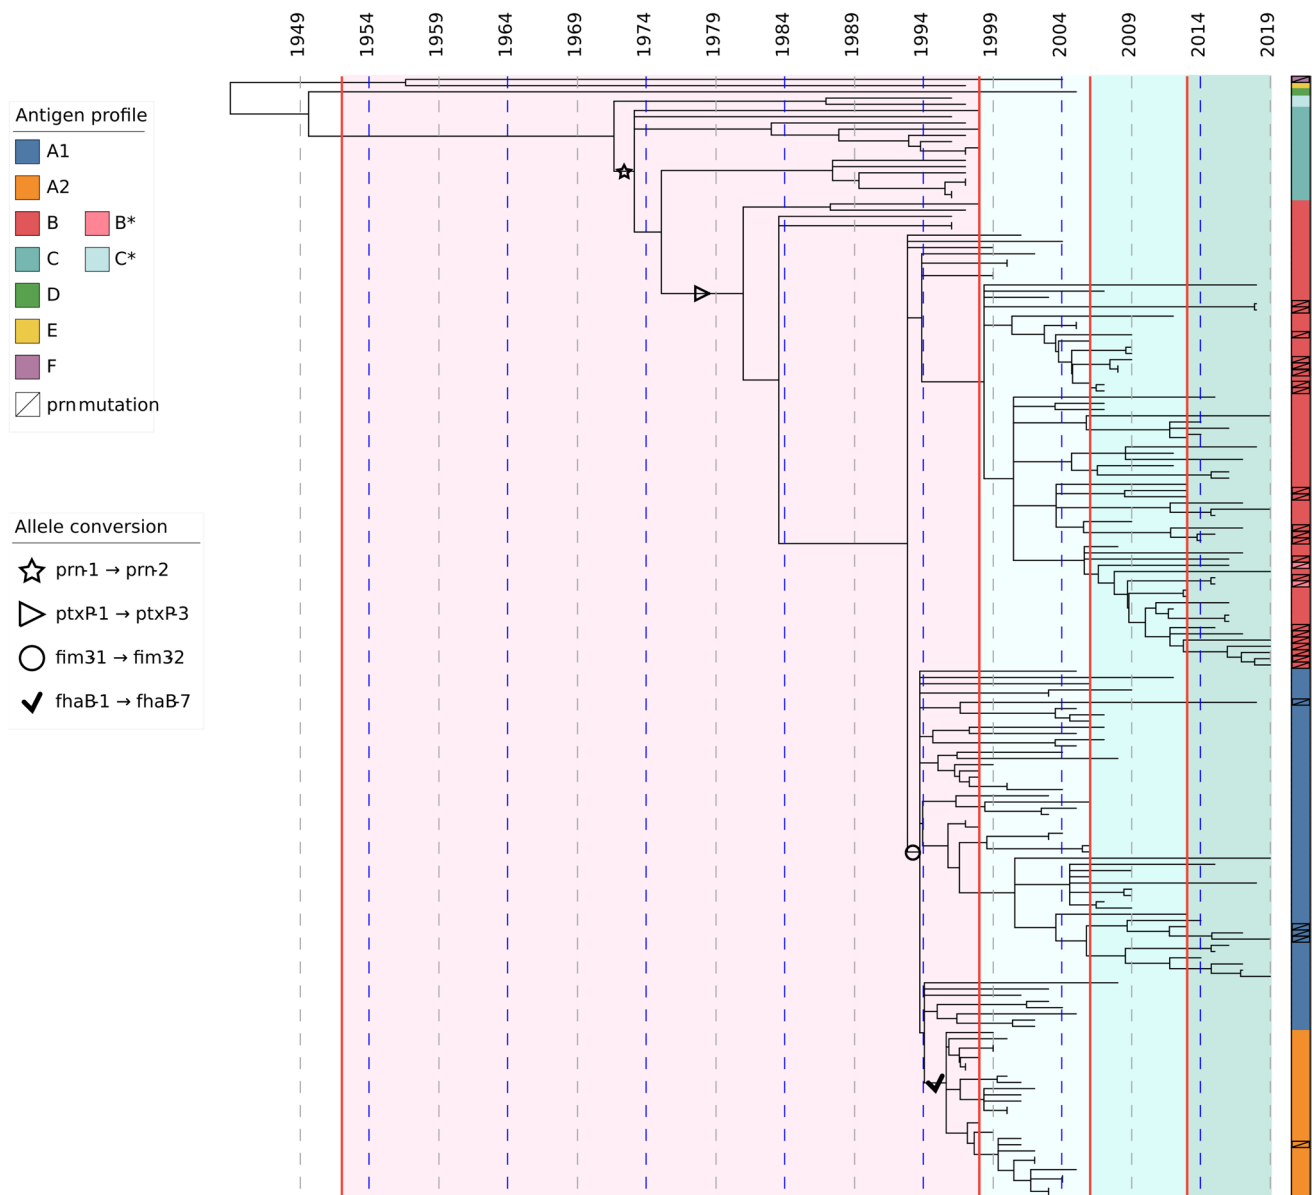 1949 1954 1959 1964 1969 1974 1979 1984 1989 1994 1999 2004 2009 2014 2019
Antigen profile
A1
A2
B B*
C C*
D
E
F
prn mutation
Allele conversion
prn-1 → prn-2
ptxP-1 → ptxP-3
fim31 → fim32
fhaB-1 → fhaB-7